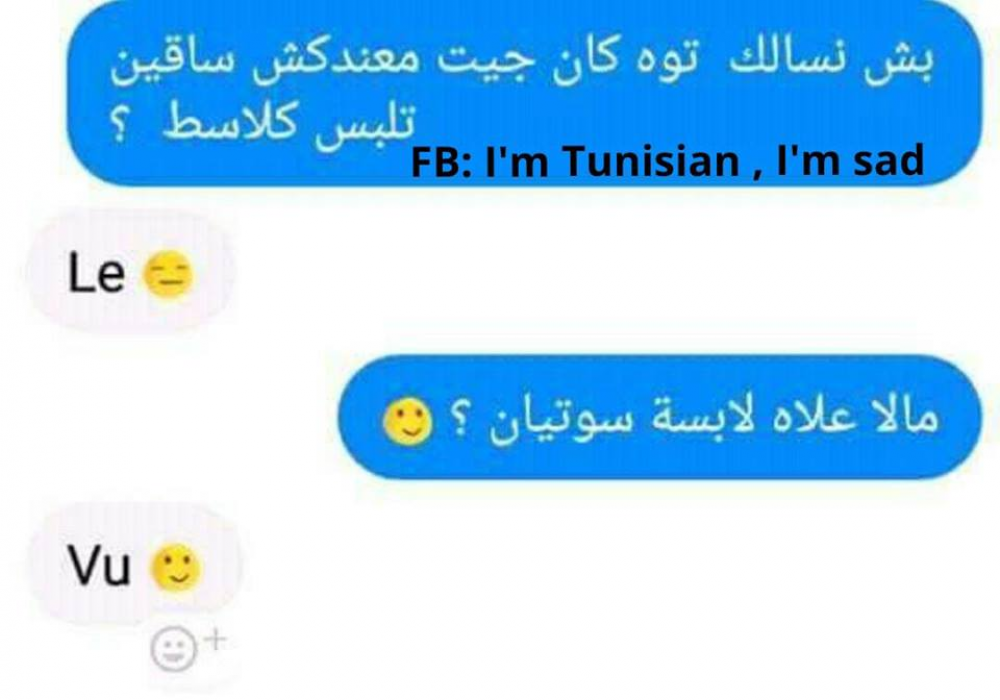 بش نسالك توه كان جيت معندكش ساقين
تلبس كلاسط ؟
FB: I'm Tunisian , I'm sad
Le 😑
مالا علاه لابسة سوتيان ؟ 🙂
Vu 🙂